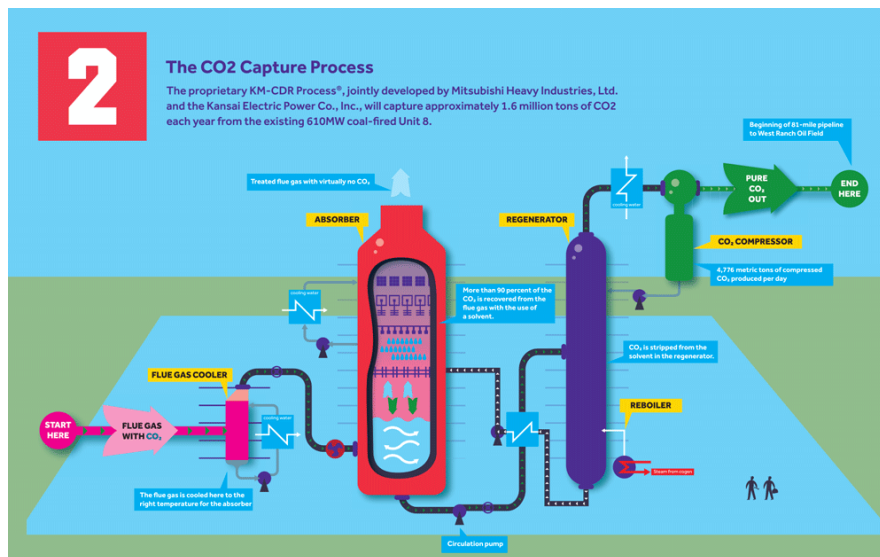 2
The CO2 Capture Process
The proprietary KM-CDR Process®, jointly developed by Mitsubishi Heavy Industries, Ltd.
and the Kansai Electric Power Co., Inc., will capture approximately 1.6 million tons of CO2
each year from the existing 610MW coal-fired Unit 8.
Beginning of 81-mile pipeline
to West Ranch Oil Field
Treated flue gas with virtually no CO₂
PURE
CO₂
OUT
END
HERE
cooling water
ABSORBER
REGENERATOR
CO₂ COMPRESSOR
4,776 metric tons of compressed
CO₂ produced per day
More than 90 percent of the
CO₂ is recovered from the
flue gas with the use of
a solvent.
cooling water
CO₂ is stripped from the
solvent in the regenerator.
FLUE GAS COOLER
REBOILER
START
HERE
FLUE GAS
WITH CO₂
cooling water
Steam from cogen
The flue gas is cooled here to the
right temperature for the absorber
Circulation pump